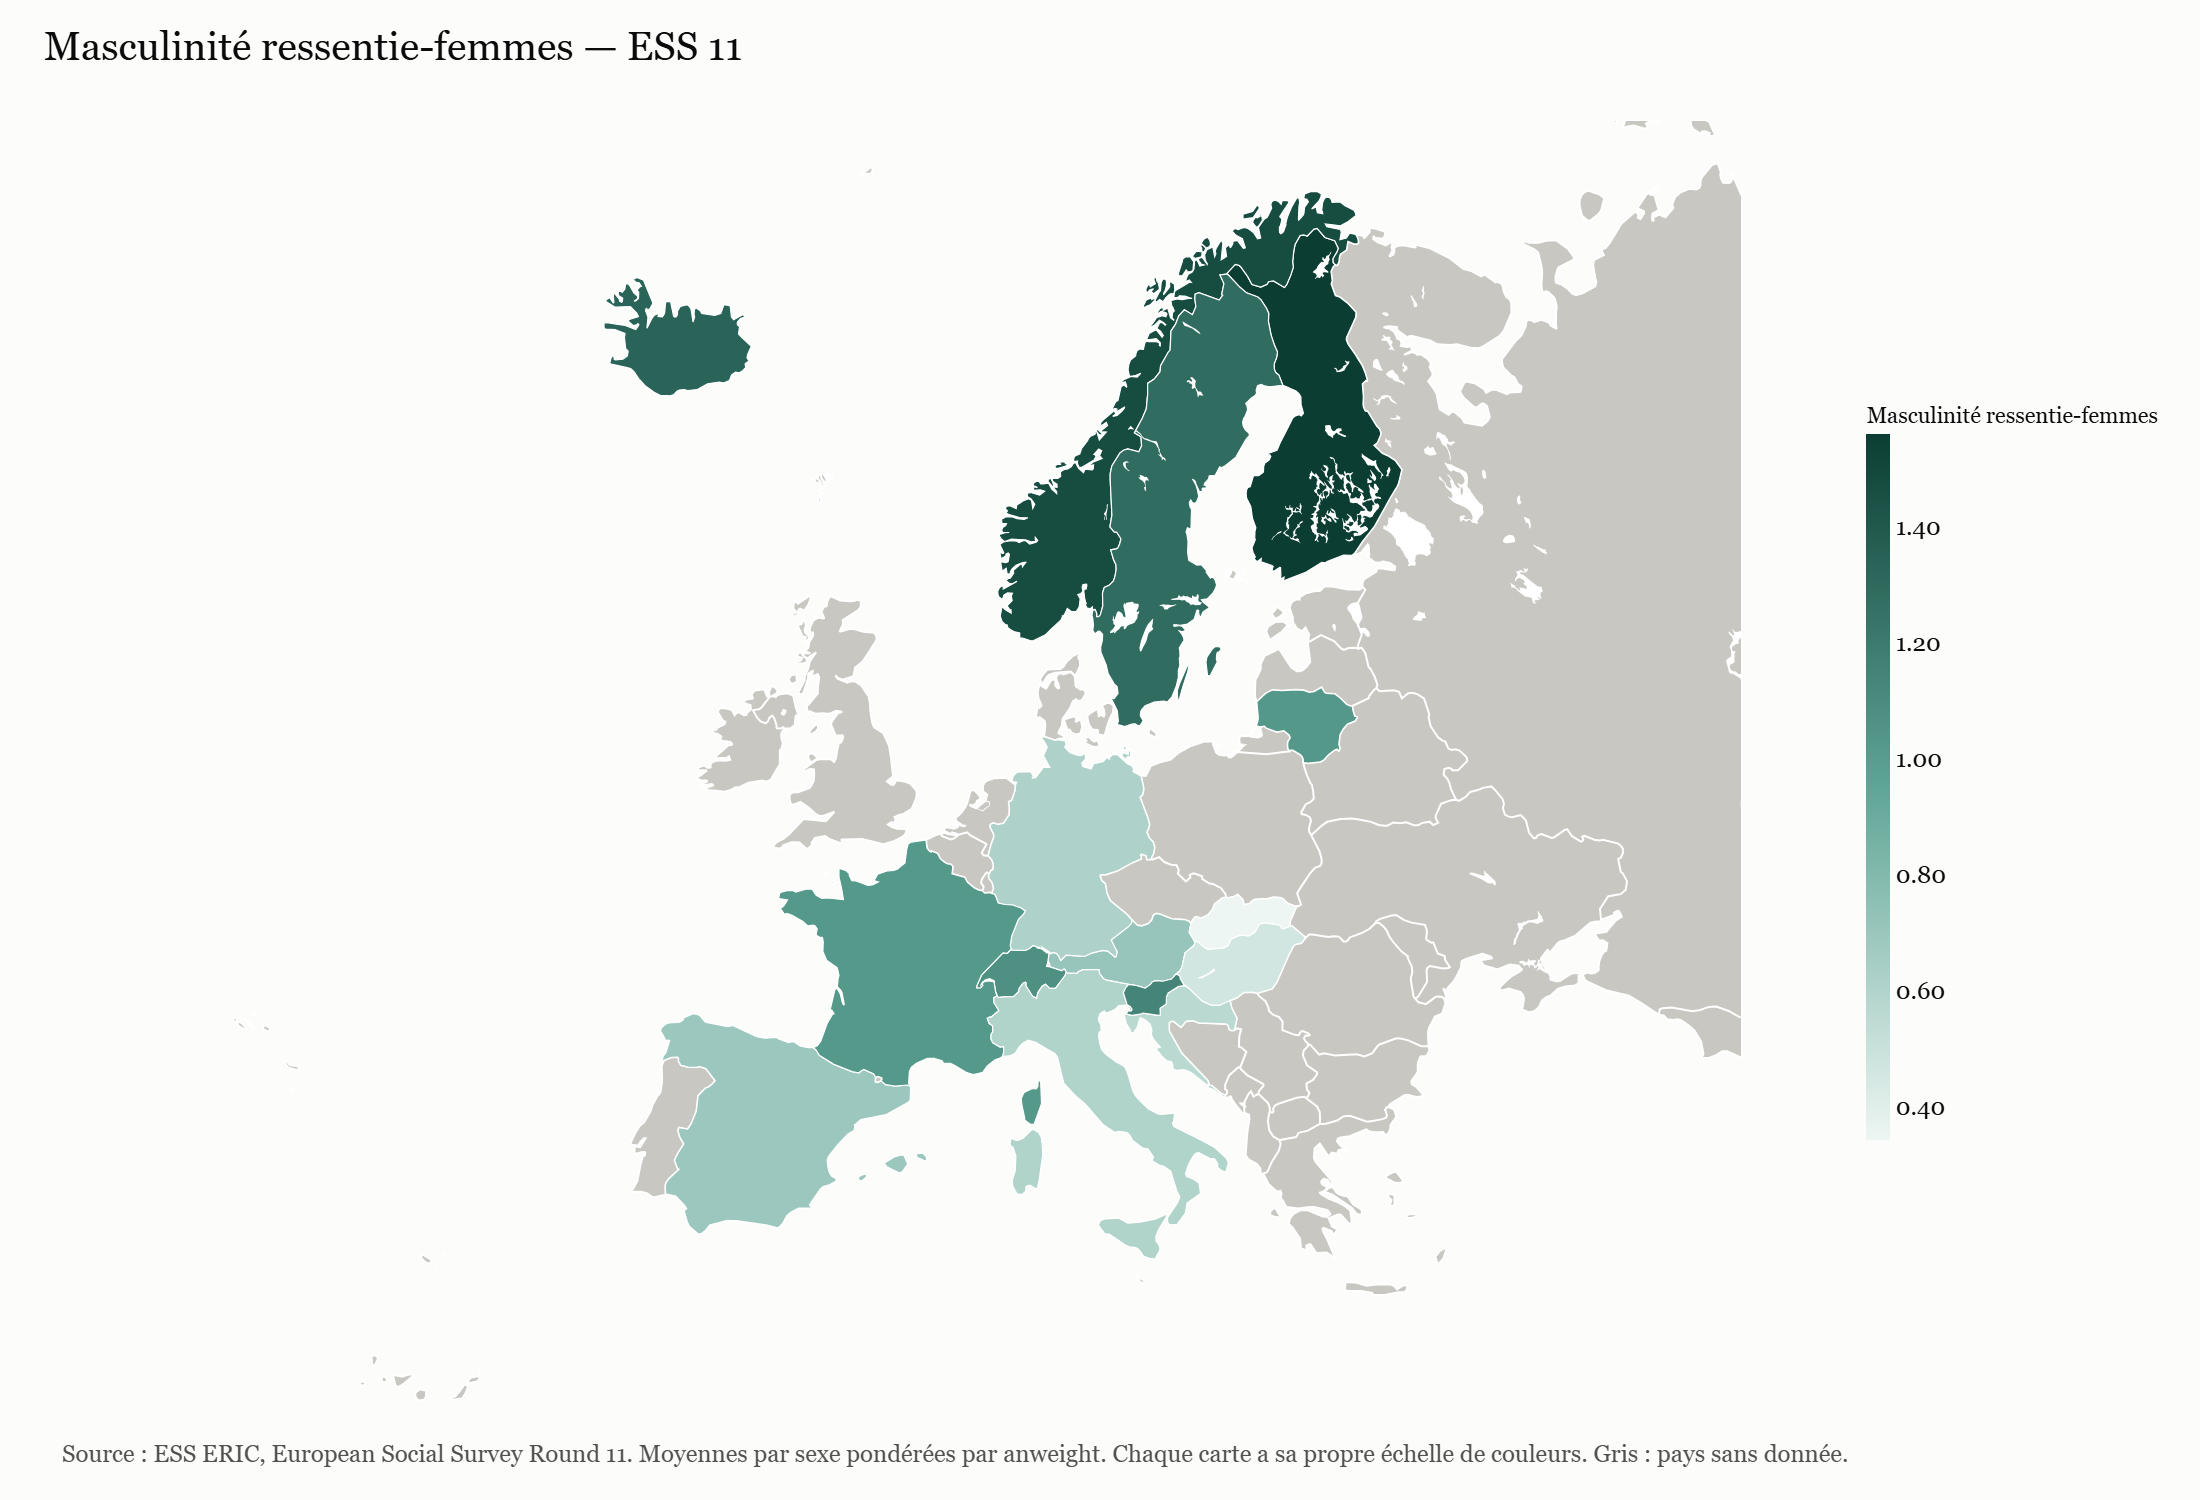 Masculinité ressentie-femmes — ESS 11
Masculinité ressentie-femmes
1.40
1.20
1.00
0.80
0.60
0.40
Source : ESS ERIC, European Social Survey Round 11. Moyennes par sexe pondérées par anweight. Chaque carte a sa propre échelle de couleurs. Gris : pays sans donnée.